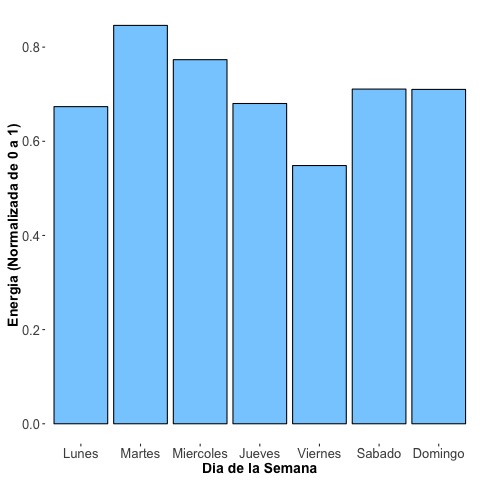 Energia (Normalizada de 0 a 1)
0.8
0.6
0.4
0.2
0.0
Lunes Martes Miercoles Jueves Viernes Sabado Domingo
Dia de la Semana